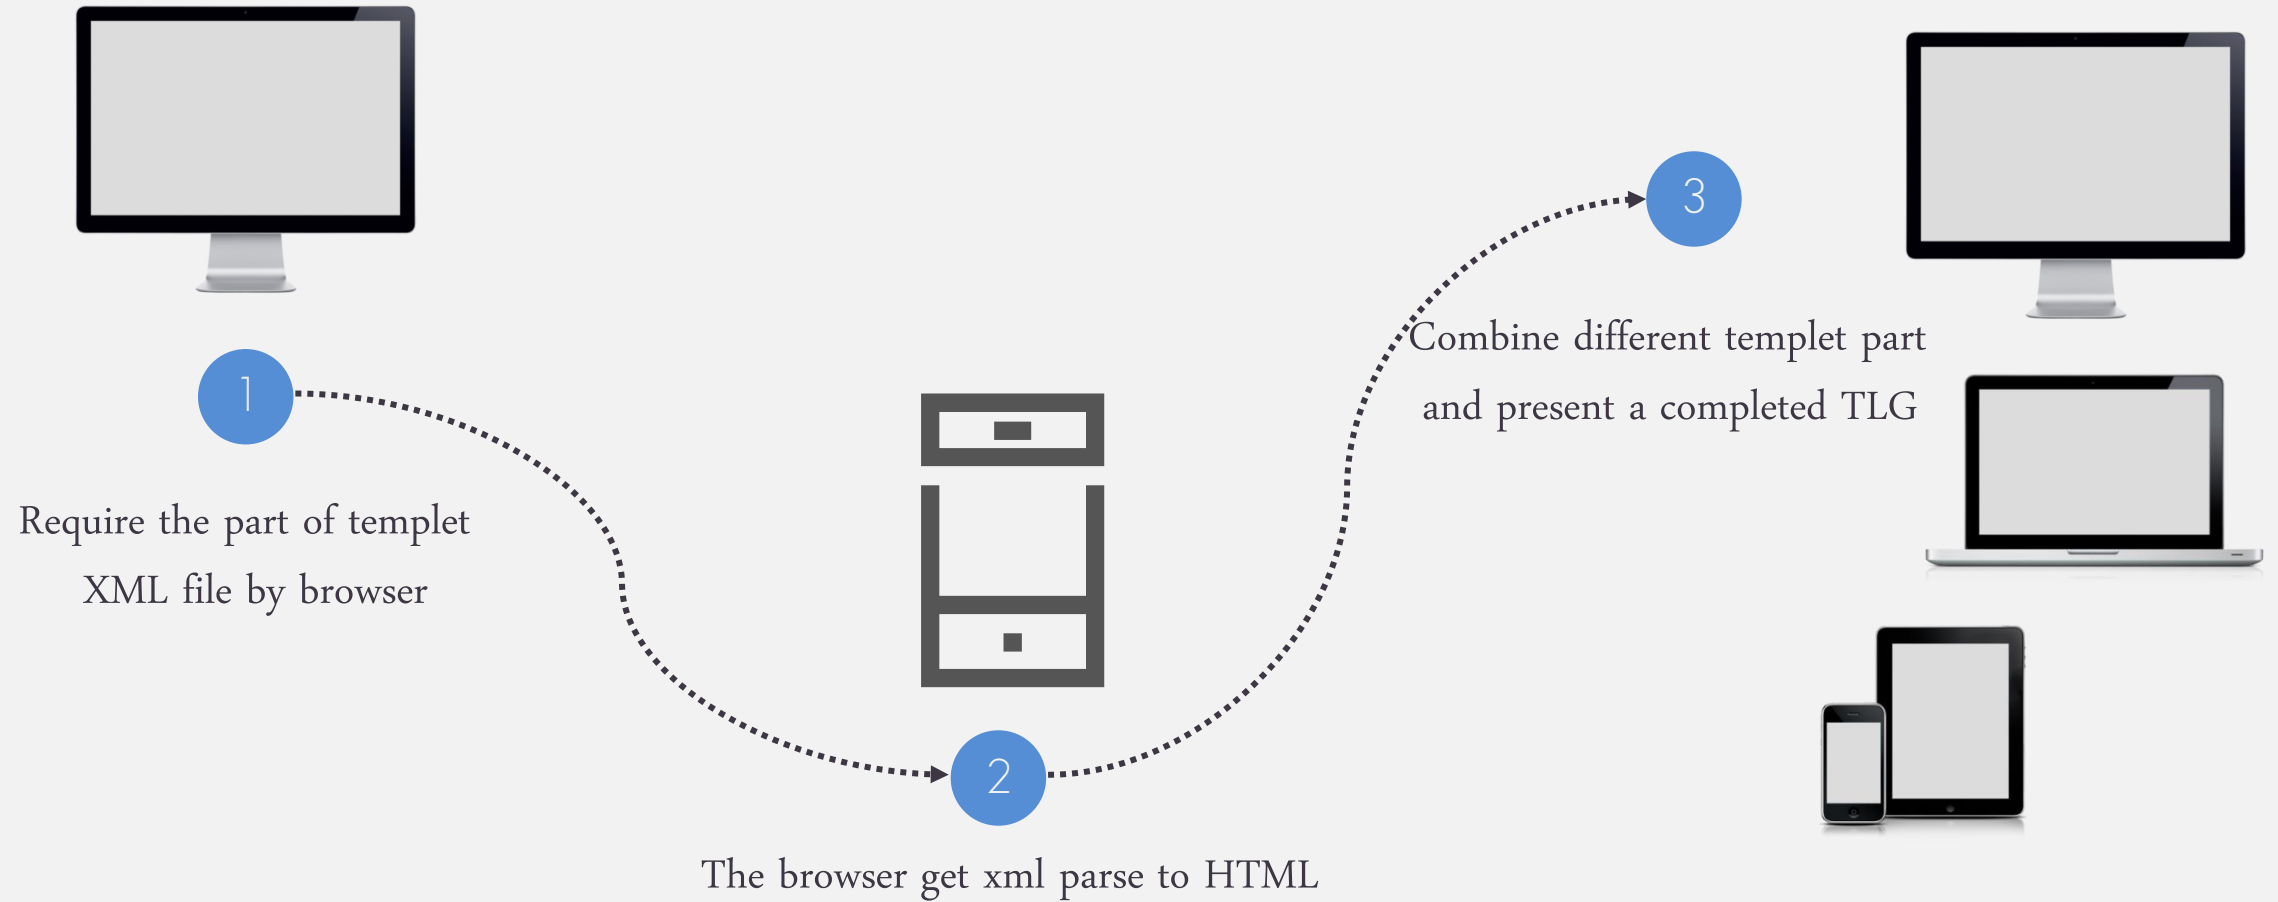 1
Require the part of templet
XML file by browser
2
The browser get xml parse to HTML
3
Combine different templet part
and present a completed TLG